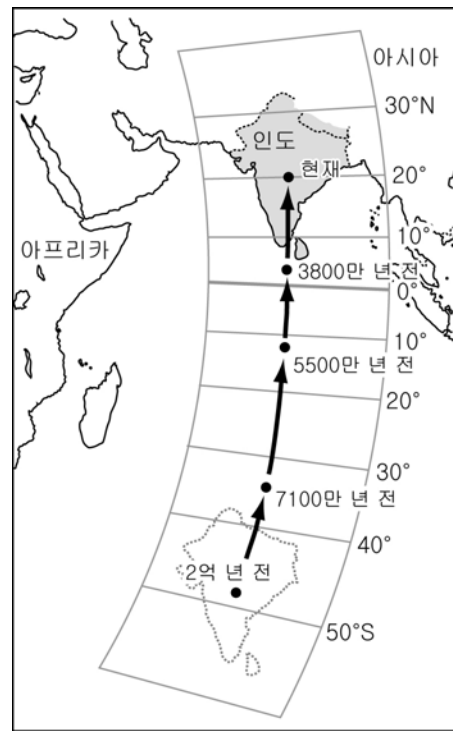 아시아
30°N
인도
현재
20°
10°
아프리카
3800만 년 전
0°
10°
5500만 년 전
20°
30°
7100만 년 전
40°
2억 년 전
50°S